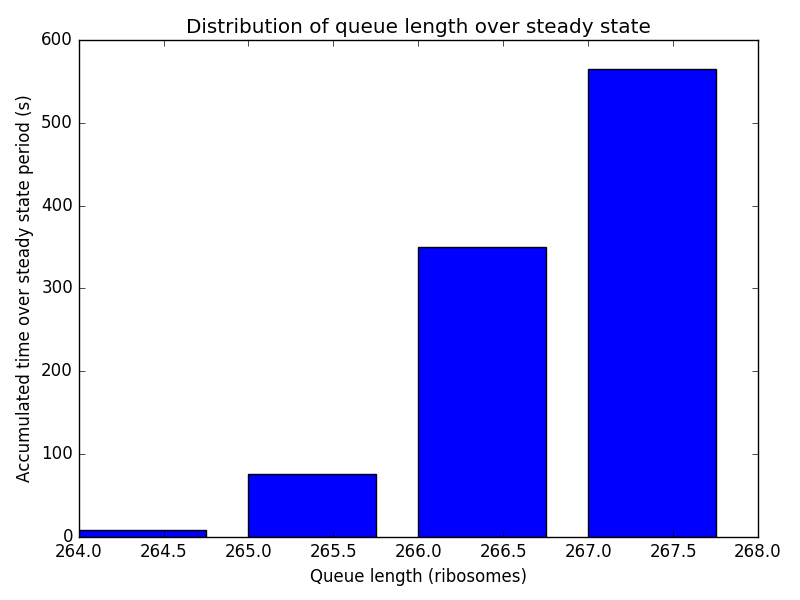 Distribution of queue length over steady state
600
500
400
300
200
100
0
Accumulated time over steady state period (s)
264.0 264.5 265.0 265.5 266.0 266.5 267.0 267.5 268.0
Queue length (ribosomes)